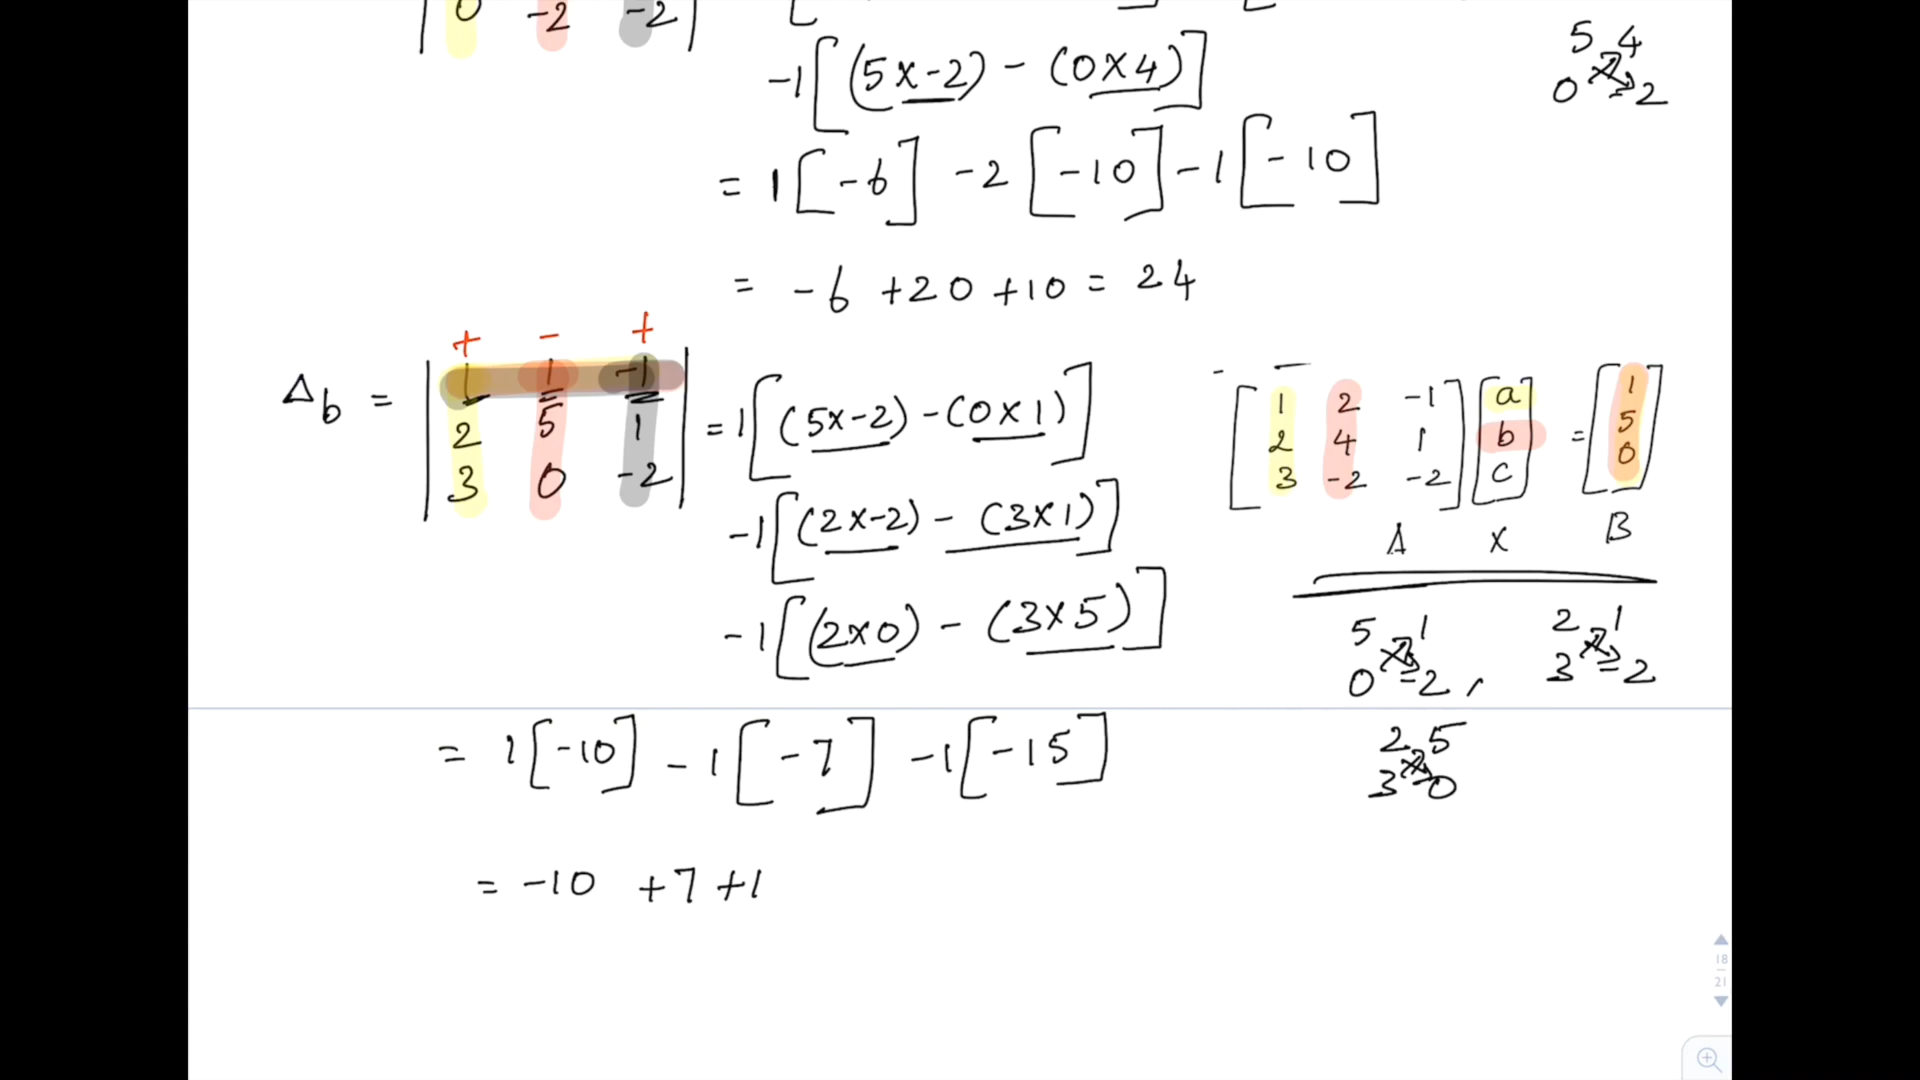 0 -2 -2
-1[(5x-2) - (0x4)]
5 4
0 -2
= 1[-6] -2[-10] -1[-10]
= -6 +20 +10 = 24
+ - +
Δb = | 1 1 -1 | = 1[(5x-2) - (0x1)]
2 5 1
3 0 -2
-1[(2x-2) - (3x1)]
-1[(2x0) - (3x5)]
[1 2 -1] [a] = [1]
[2 4 1] [b] [5]
[3 -2 -2] [c] [0]
A X B
5 1 2 1
0 -2 , 3 -2
2 5
3 0
= 1[-10] -1[-7] -1[-15]
= -10 +7 +1
18
21